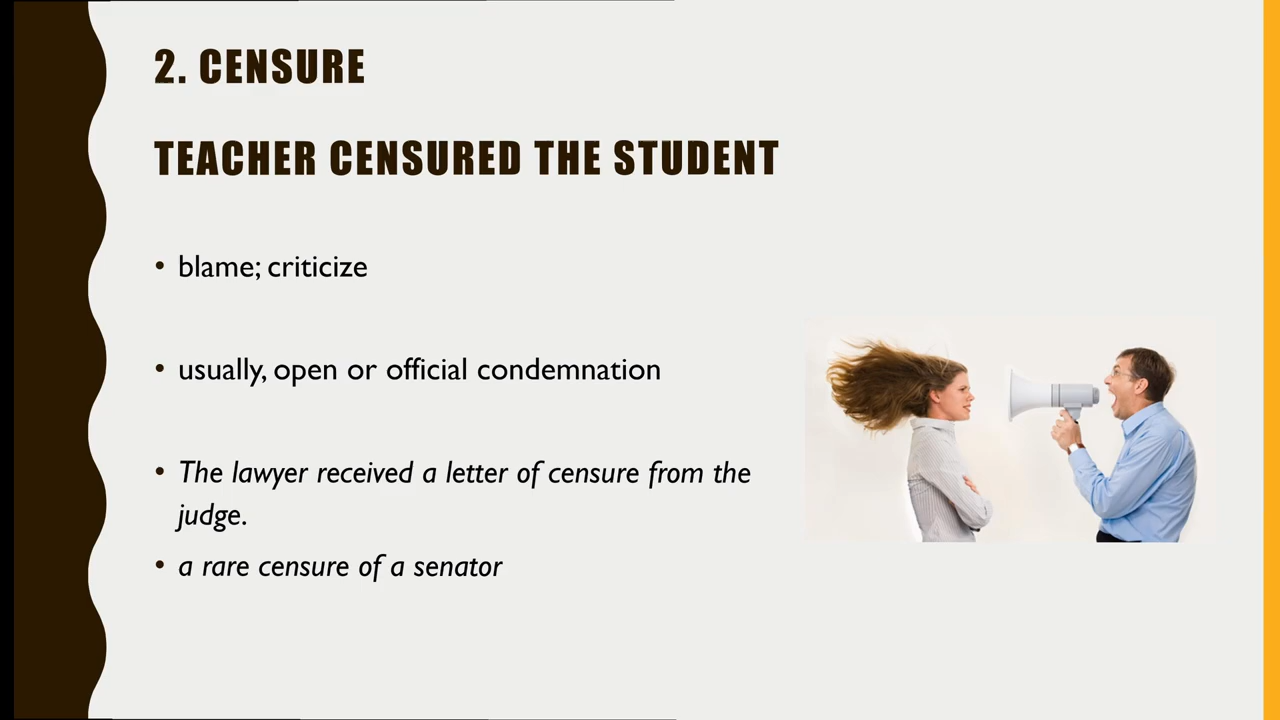 2. CENSURE
TEACHER CENSURED THE STUDENT
• blame; criticize
• usually, open or official condemnation
• The lawyer received a letter of censure from the
judge.
• a rare censure of a senator